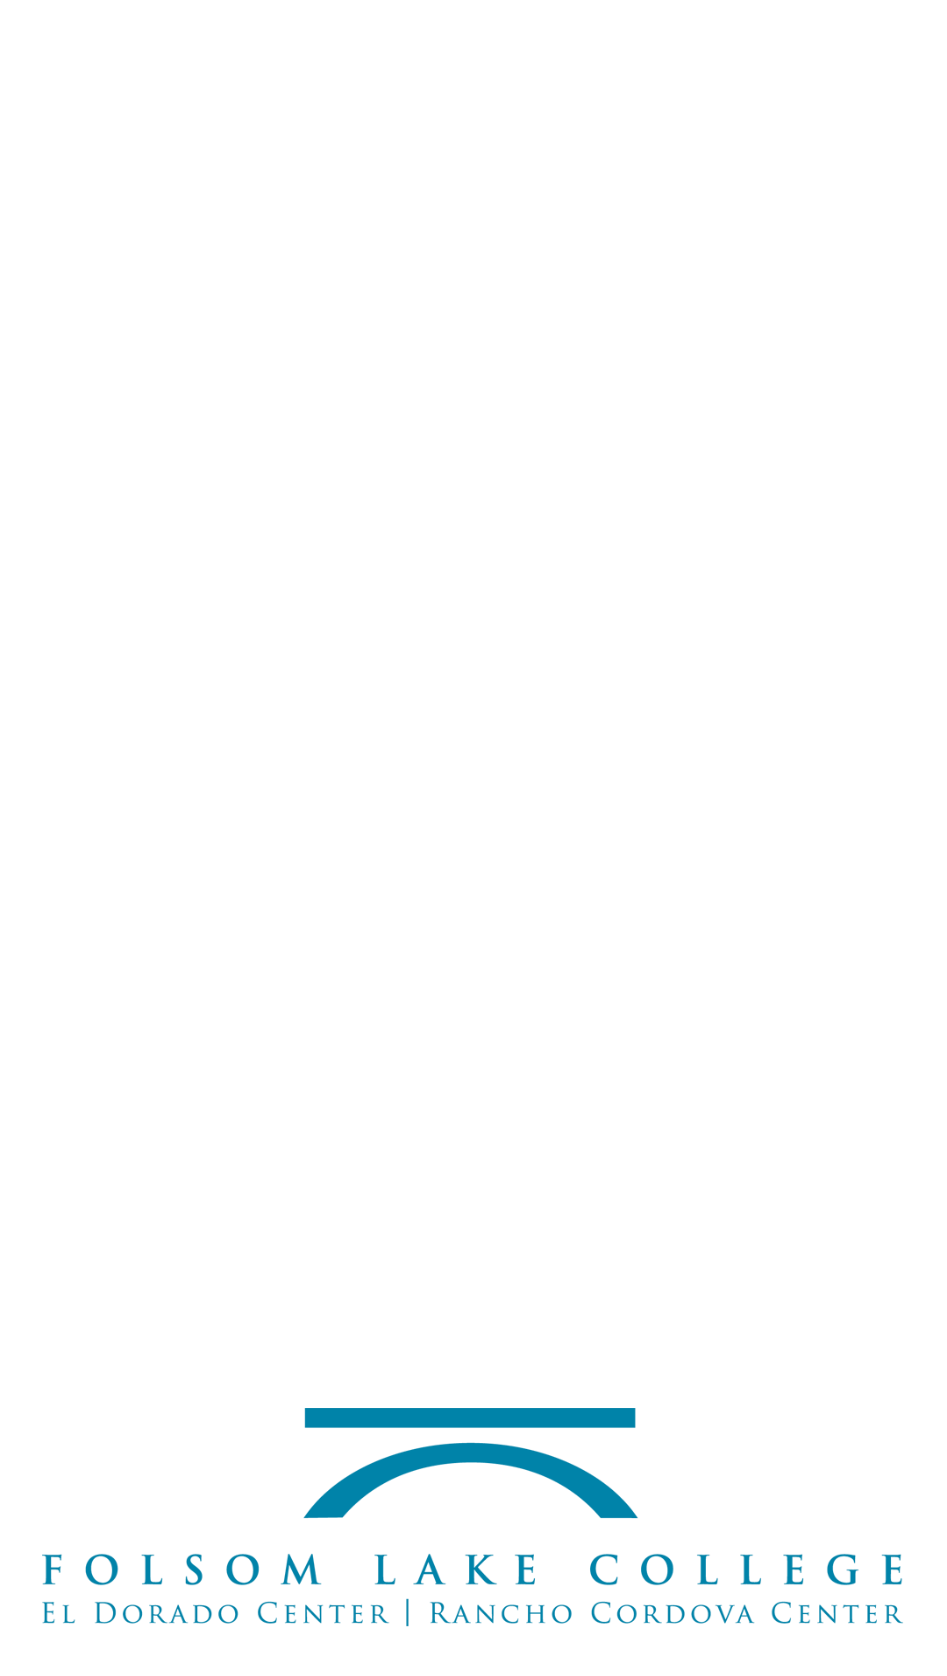 FOLSOM LAKE COLLEGE
EL DORADO CENTER | RANCHO CORDOVA CENTER